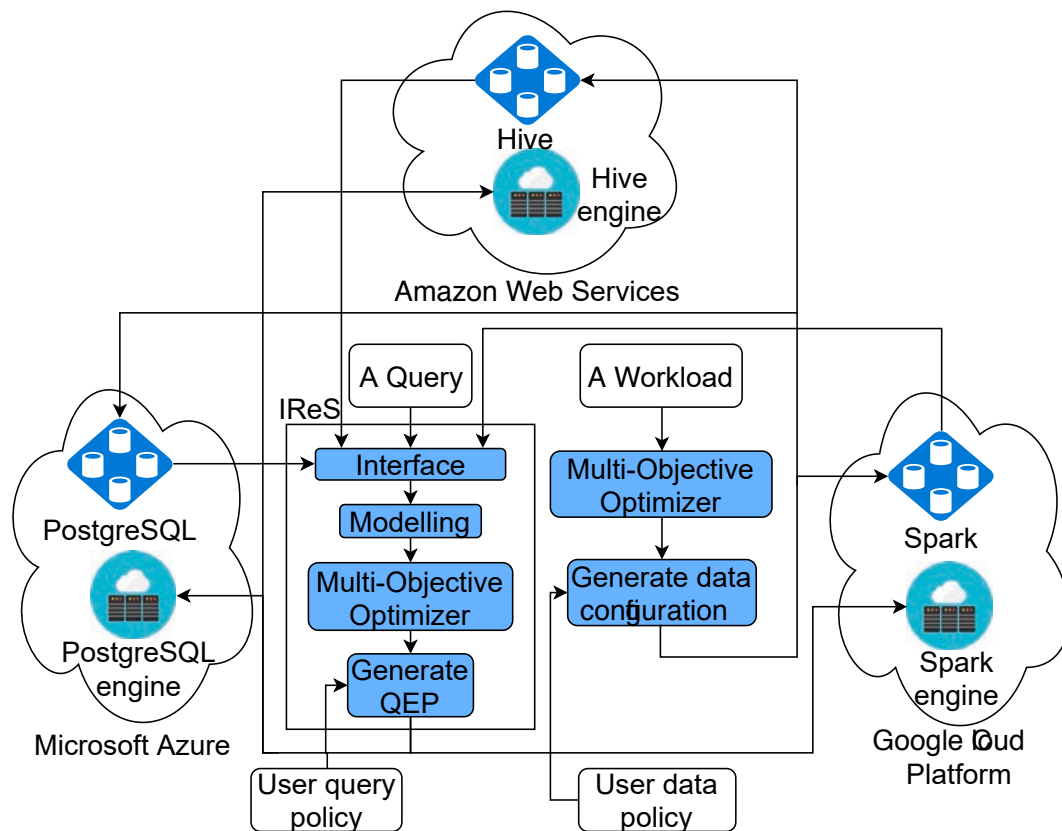 Hive
Hive
engine
Amazon Web Services
A Query
A Workload
IReS
Interface
Multi-Objective
Optimizer
Modelling
PostgreSQL
Spark
Multi-Objective
Optimizer
Generate data
configuration
PostgreSQL
engine
Generate
QEP
Spark
engine
Microsoft Azure
Google Cloud
Platform
User query
policy
User data
policy